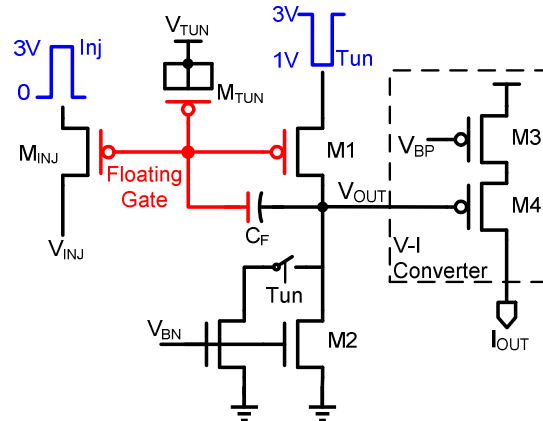 V_TUN
3V
Inj
0
3V
1V
Tun
M_TUN
M_INJ
M1
Floating
Gate
V_BP
M3
V_OUT
M4
C_F
V_INJ
V-I
Converter
Tun
V_BN
M2
I_OUT